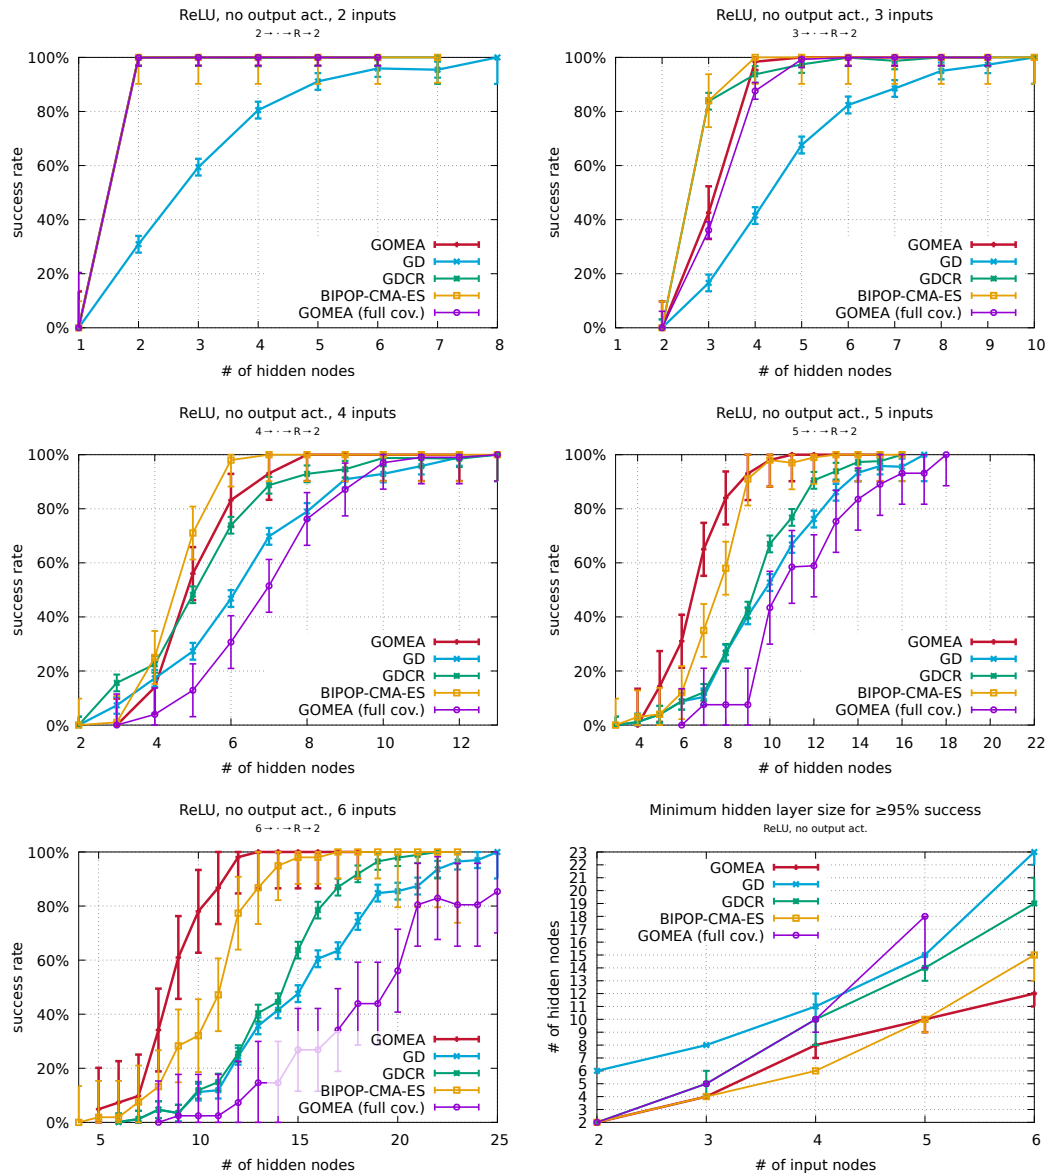 ReLU, no output act., 2 inputs
2→·→R→2
100%
80%
60%
40%
20%
0%
success rate
GOMEA
GD
GDCR
BIPOP-CMA-ES
GOMEA (full cov.)
1 2 3 4 5 6 7 8
# of hidden nodes
ReLU, no output act., 3 inputs
3→·→R→2
100%
80%
60%
40%
20%
0%
success rate
GOMEA
GD
GDCR
BIPOP-CMA-ES
GOMEA (full cov.)
1 2 3 4 5 6 7 8 9 10
# of hidden nodes
ReLU, no output act., 4 inputs
4→·→R→2
100%
80%
60%
40%
20%
0%
success rate
GOMEA
GD
GDCR
BIPOP-CMA-ES
GOMEA (full cov.)
2 4 6 8 10 12
# of hidden nodes
ReLU, no output act., 5 inputs
5→·→R→2
100%
80%
60%
40%
20%
0%
success rate
GOMEA
GD
GDCR
BIPOP-CMA-ES
GOMEA (full cov.)
4 6 8 10 12 14 16 18 20 22
# of hidden nodes
ReLU, no output act., 6 inputs
6→·→R→2
100%
80%
60%
40%
20%
0%
success rate
GOMEA
GD
GDCR
BIPOP-CMA-ES
GOMEA (full cov.)
5 10 15 20 25
# of hidden nodes
Minimum hidden layer size for ≥95% success
ReLU, no output act.
23
22
21
20
19
18
17
16
15
14
13
12
11
10
9
8
7
6
5
4
3
2
# of hidden nodes
GOMEA
GD
GDCR
BIPOP-CMA-ES
GOMEA (full cov.)
2 3 4 5 6
# of input nodes